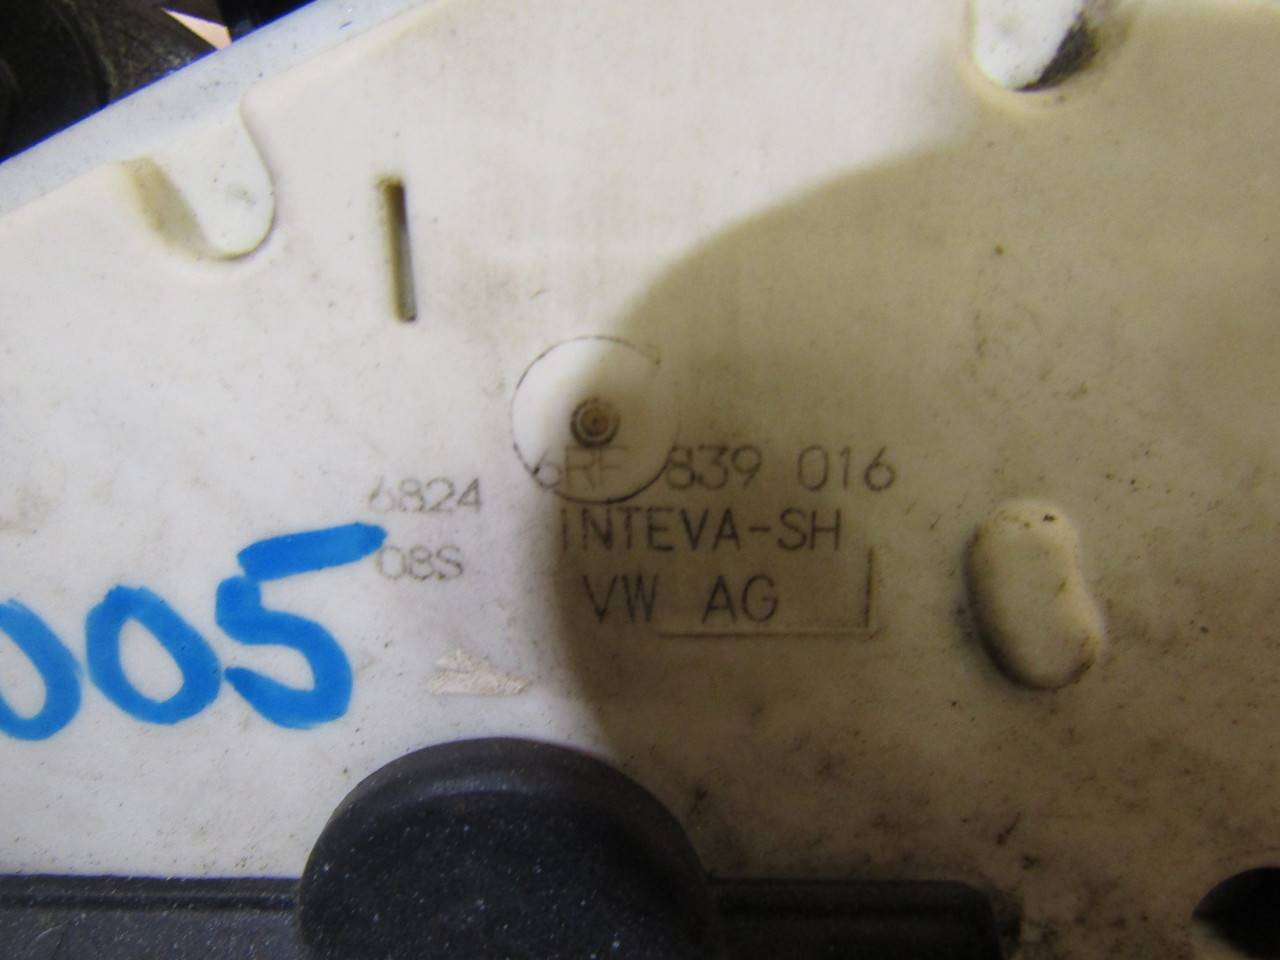 6RF 839 016
6824
INTEVA-SH
08S
VW AG
005